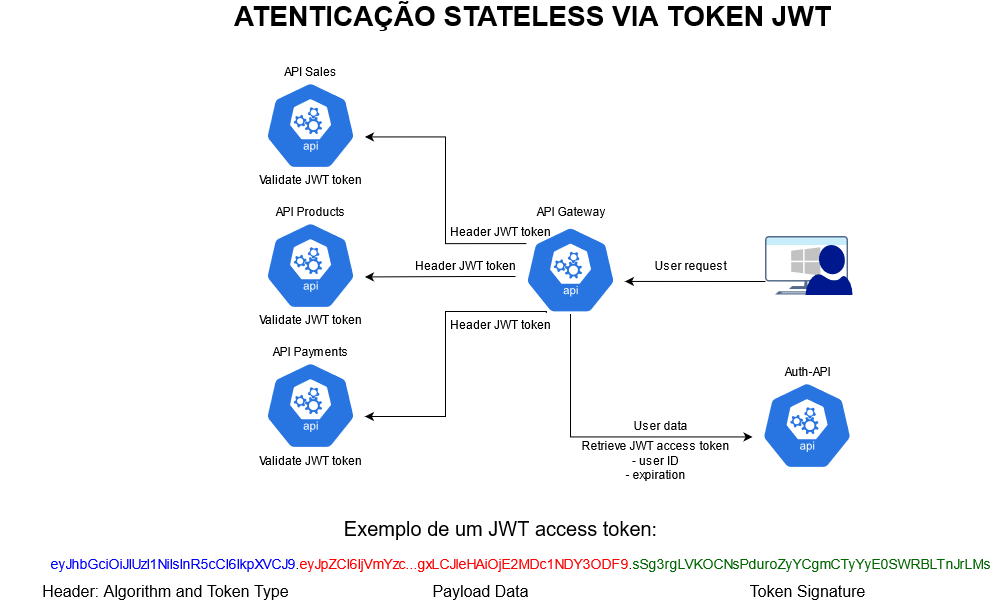 ATENTICAÇÃO STATELESS VIA TOKEN JWT
API Sales
api
Validate JWT token
API Products
api
Validate JWT token
API Payments
api
Validate JWT token
API Gateway
api
Header JWT token
Header JWT token
Header JWT token
User request
Auth-API
api
User data
Retrieve JWT access token
- user ID
- expiration
Exemplo de um JWT access token:
eyJhbGciOiJIUzI1NiIsInR5cCI6IkpXVCJ9.eyJpZCI6IjVmYzc...gxLCJleHAiOjE2MDc1NDY3ODF9.sSg3rgLVKOCNsPduroZyYCgmCTyYyE0SWRBLTnJrLMs
Header: Algorithm and Token Type
Payload Data
Token Signature